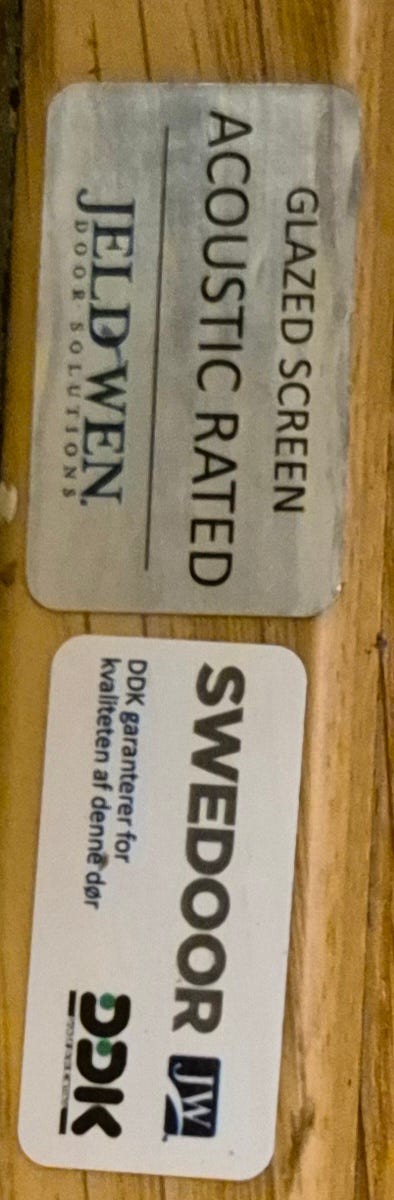 GLAZED SCREEN
ACOUSTIC RATED
JELD-WEN.
DOOR SOLUTIONS
SWEDOOR JW
DDK garanterer for
kvaliteten af denne dør
DDK